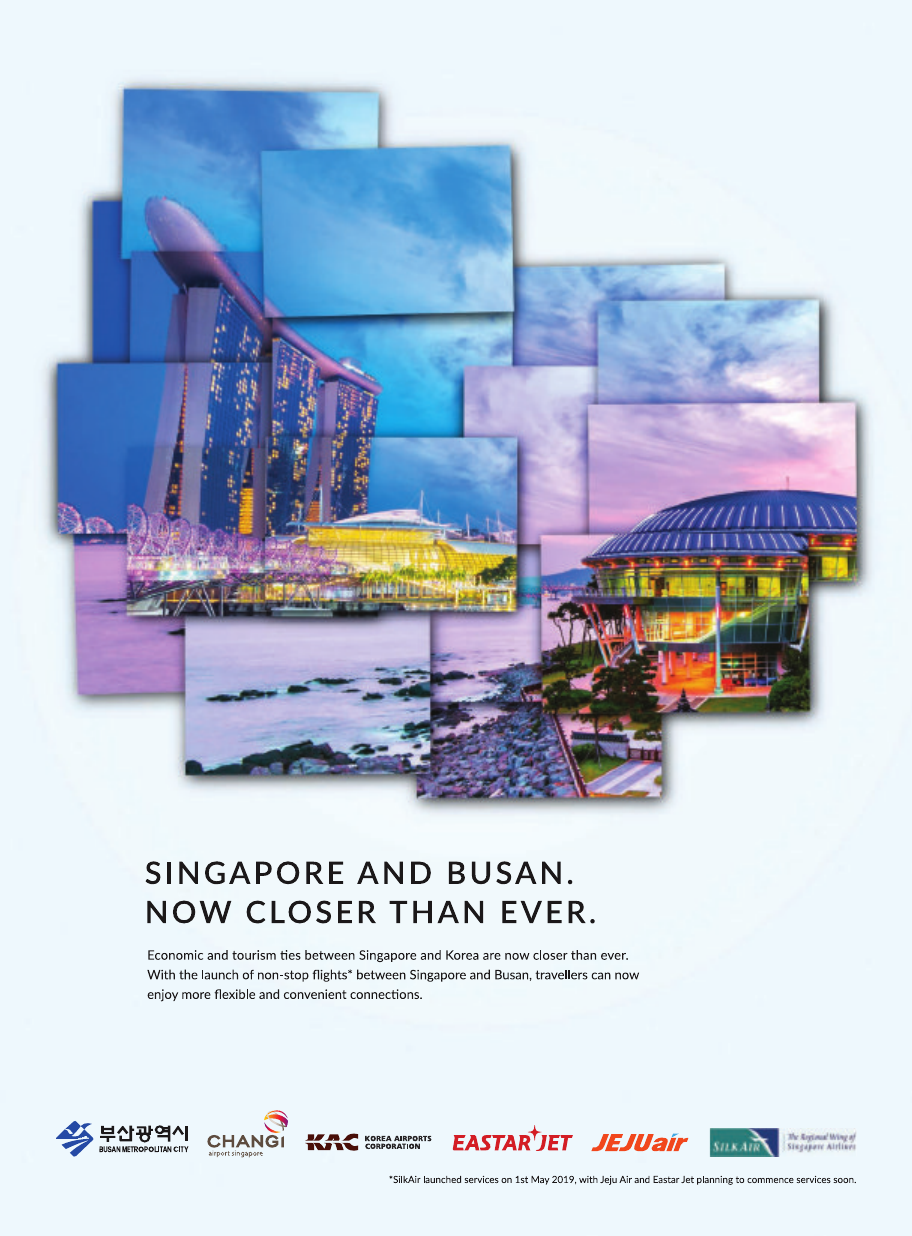 SINGAPORE AND BUSAN.
NOW CLOSER THAN EVER.
Economic and tourism ties between Singapore and Korea are now closer than ever.
With the launch of non-stop flights* between Singapore and Busan, travellers can now
enjoy more flexible and convenient connections.
부산광역시
BUSAN METROPOLITAN CITY
CHANGI
airport singapore
KAC KOREA AIRPORTS
CORPORATION
EASTAR JET
JEJUair
SILKAIR
The Regional Wing of
Singapore Airlines
*SilkAir launched services on 1st May 2019, with Jeju Air and Eastar Jet planning to commence services soon.